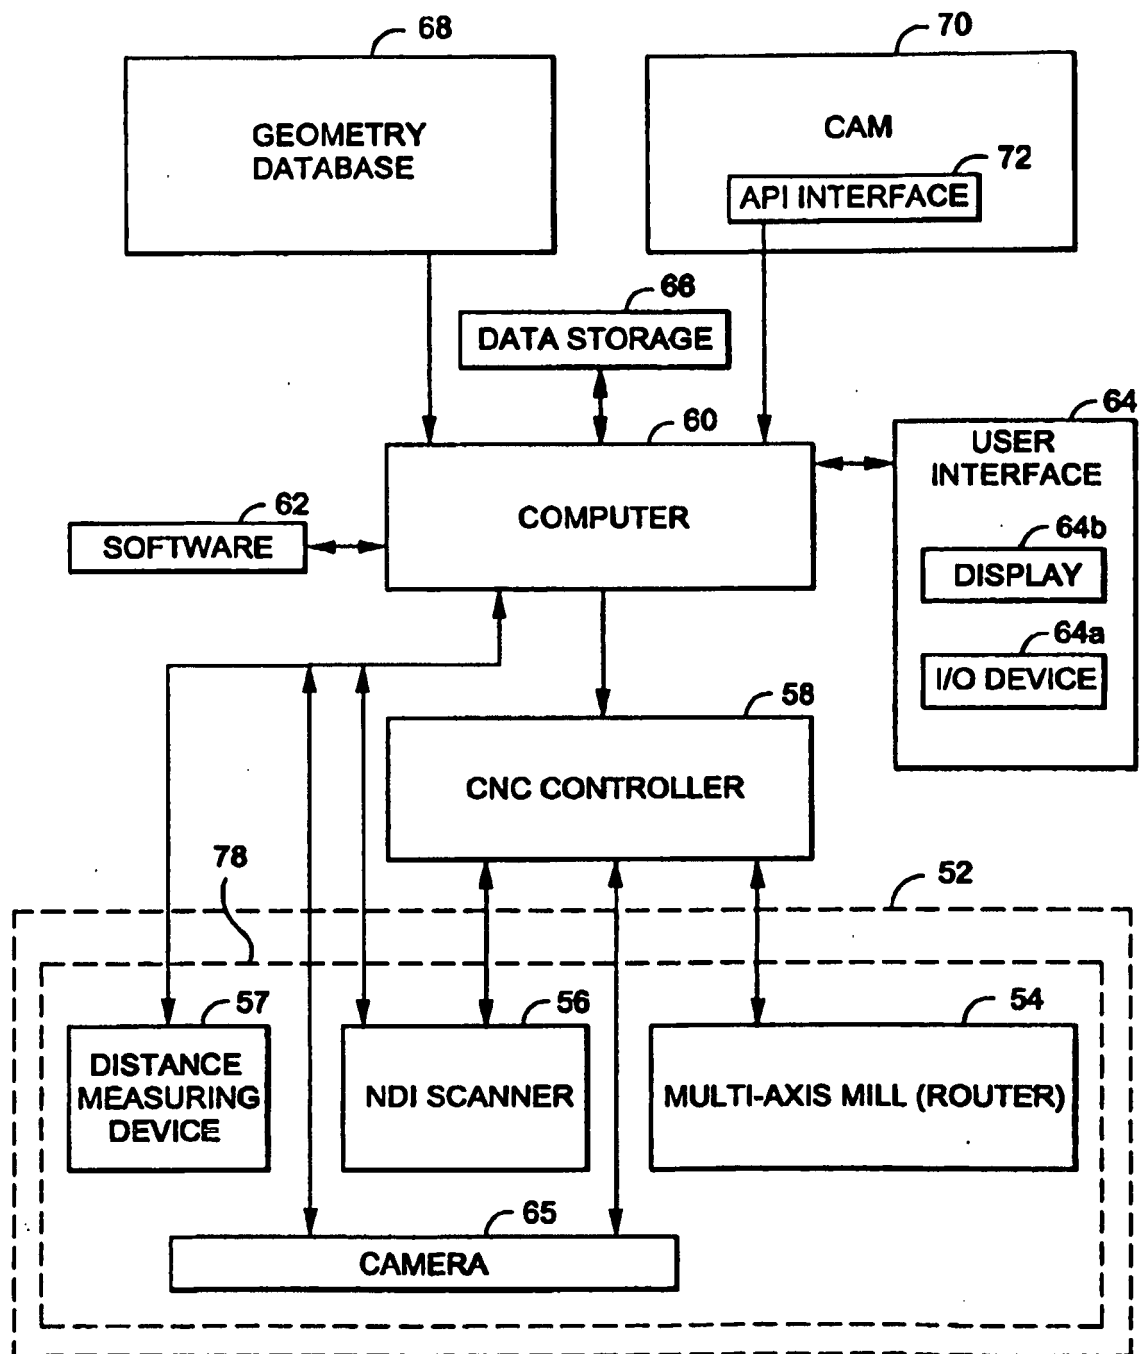 68
70
GEOMETRY
DATABASE
CAM
72
API INTERFACE
66
DATA STORAGE
60
64
USER
INTERFACE
COMPUTER
62
SOFTWARE
64b
DISPLAY
64a
I/O DEVICE
58
CNC CONTROLLER
78
52
57
DISTANCE
MEASURING
DEVICE
56
NDI SCANNER
54
MULTI-AXIS MILL (ROUTER)
65
CAMERA